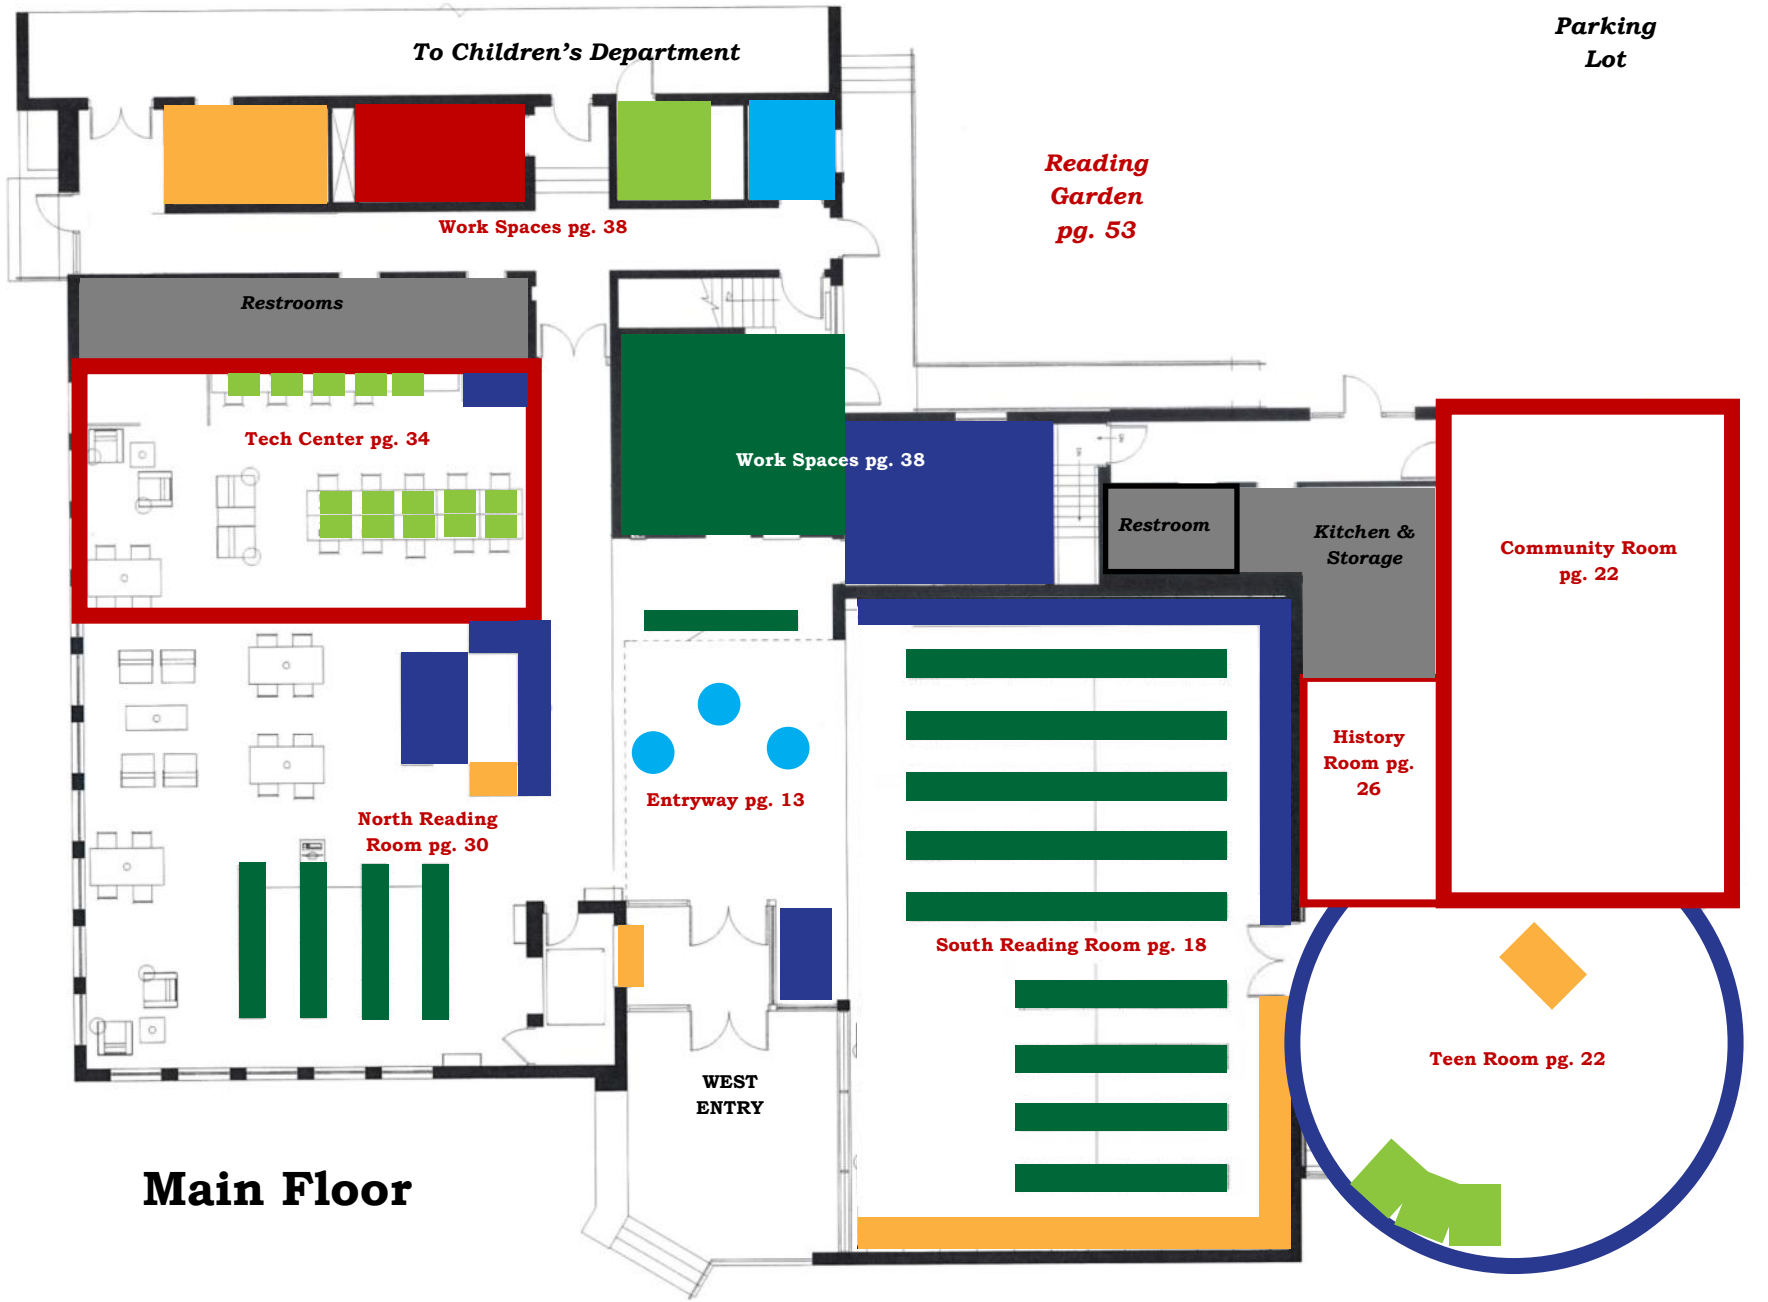 To Children's Department
Parking
Lot
Reading
Garden
pg. 53
Work Spaces pg. 38
Restrooms
Tech Center pg. 34
Work Spaces pg. 38
Restroom
Kitchen &
Storage
Community Room
pg. 22
History
Room pg.
26
Entryway pg. 13
North Reading
Room pg. 30
South Reading Room pg. 18
Teen Room pg. 22
WEST
ENTRY
Main Floor